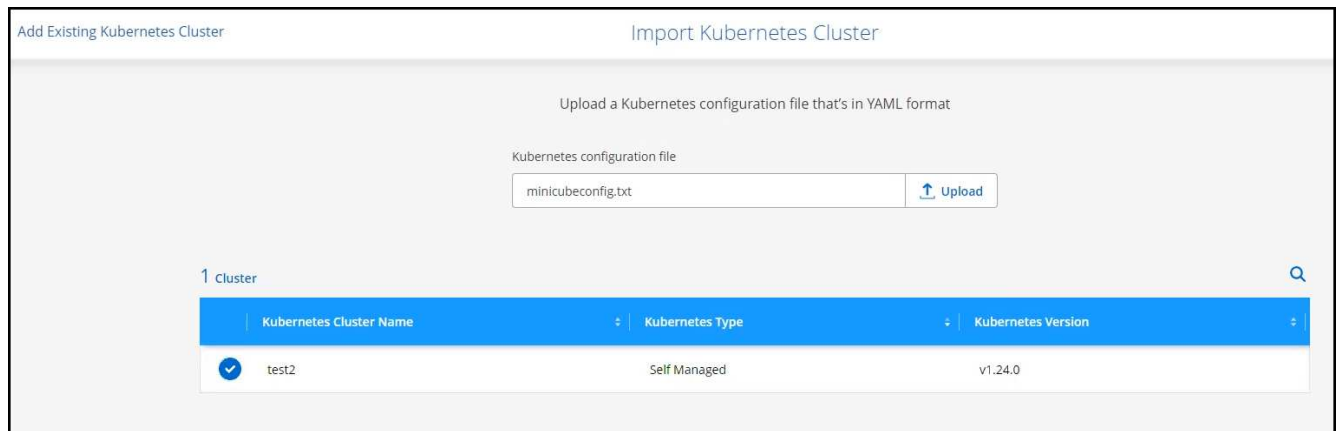 Add Existing Kubernetes Cluster
Import Kubernetes Cluster
Upload a Kubernetes configuration file that's in YAML format
Kubernetes configuration file
minicubeconfig.txt Upload
1 Cluster
Kubernetes Cluster Name Kubernetes Type Kubernetes Version
test2 Self Managed v1.24.0